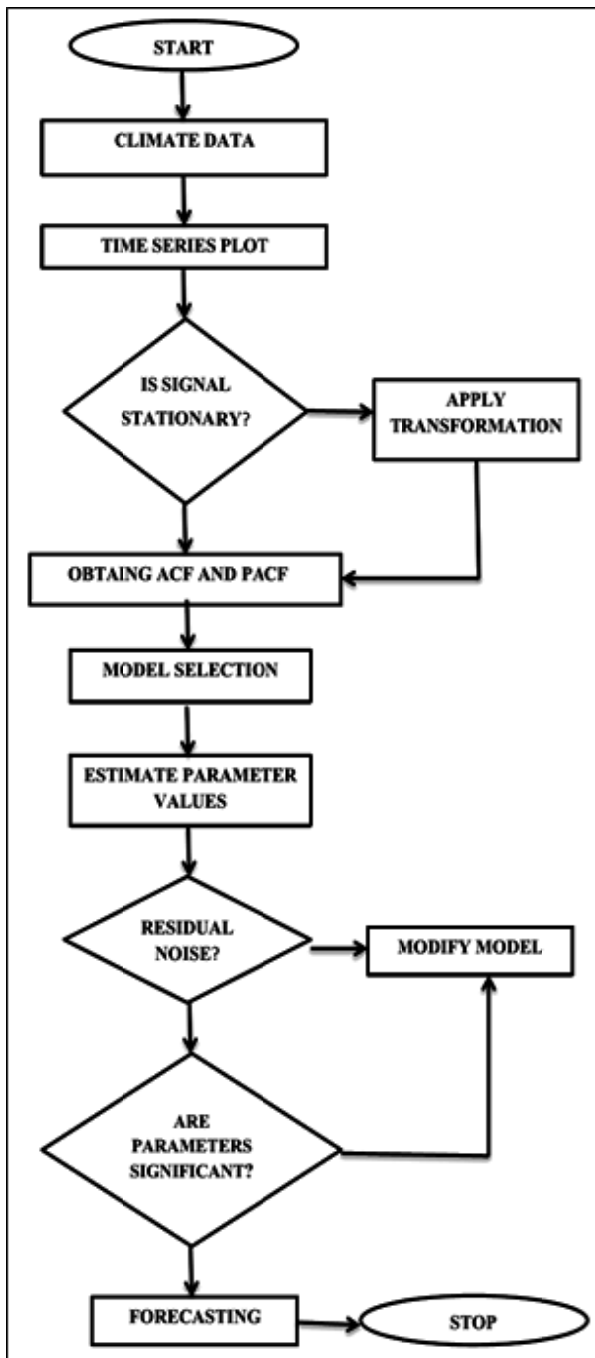 START
CLIMATE DATA
TIME SERIES PLOT
IS SIGNAL
STATIONARY?
APPLY
TRANSFORMATION
OBTAING ACF AND PACF
MODEL SELECTION
ESTIMATE PARAMETER
VALUES
RESIDUAL
NOISE?
MODIFY MODEL
ARE
PARAMETERS
SIGNIFICANT?
FORECASTING
STOP